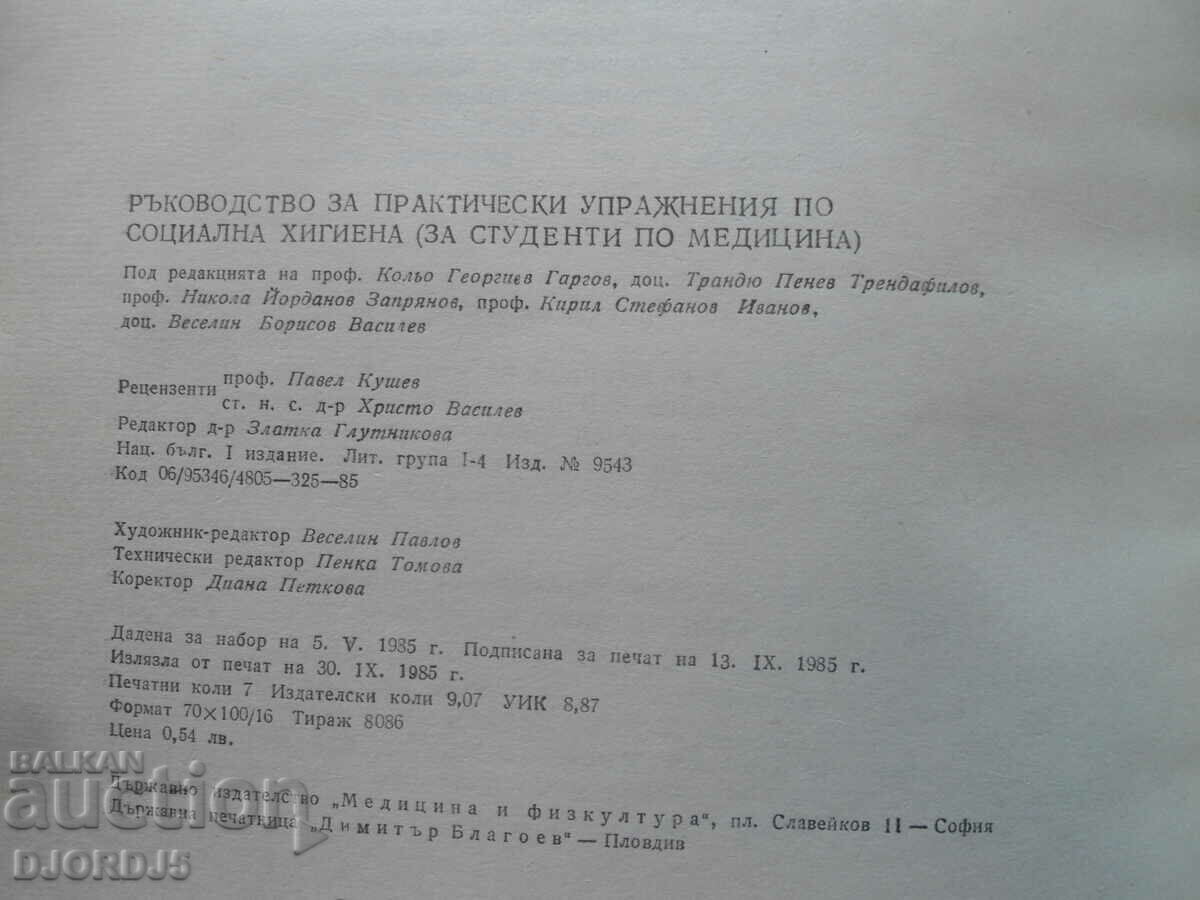 РЪКОВОДСТВО ЗА ПРАКТИЧЕСКИ УПРАЖНЕНИЯ ПО
СОЦИАЛНА ХИГИЕНА (ЗА СТУДЕНТИ ПО МЕДИЦИНА)
Под редакцията на проф. Кольо Георгиев Гаргов, доц. Трандю Пенев Трендафилов,
проф. Никола Йорданов Запрянов, проф. Кирил Стефанов Иванов,
доц. Веселин Борисов Василев
Рецензенти проф. Павел Кушев
ст. н. с. д-р Христо Василев
Редактор д-р Златка Глутникова
Нац. бълг. I издание. Лит. група I-4 Изд. № 9543
Код 06/95346/4805—325—85
Художник-редактор Веселин Павлов
Технически редактор Пенка Томова
Коректор Диана Петкова
Дадена за набор на 5. V. 1985 г. Подписана за печат на 13. IX. 1985 г.
Излязла от печат на 30. IX. 1985 г.
Печатни коли 7 Издателски коли 9,07 УИК 8,87
Формат 70×100/16 Тираж 8086
Цена 0,54 лв.
Държавно издателство „Медицина и физкултура“, пл. Славейков 11 — София
Държавна печатница „Димитър Благоев“ — Пловдив
BALKAN
auction
DJORDJ5